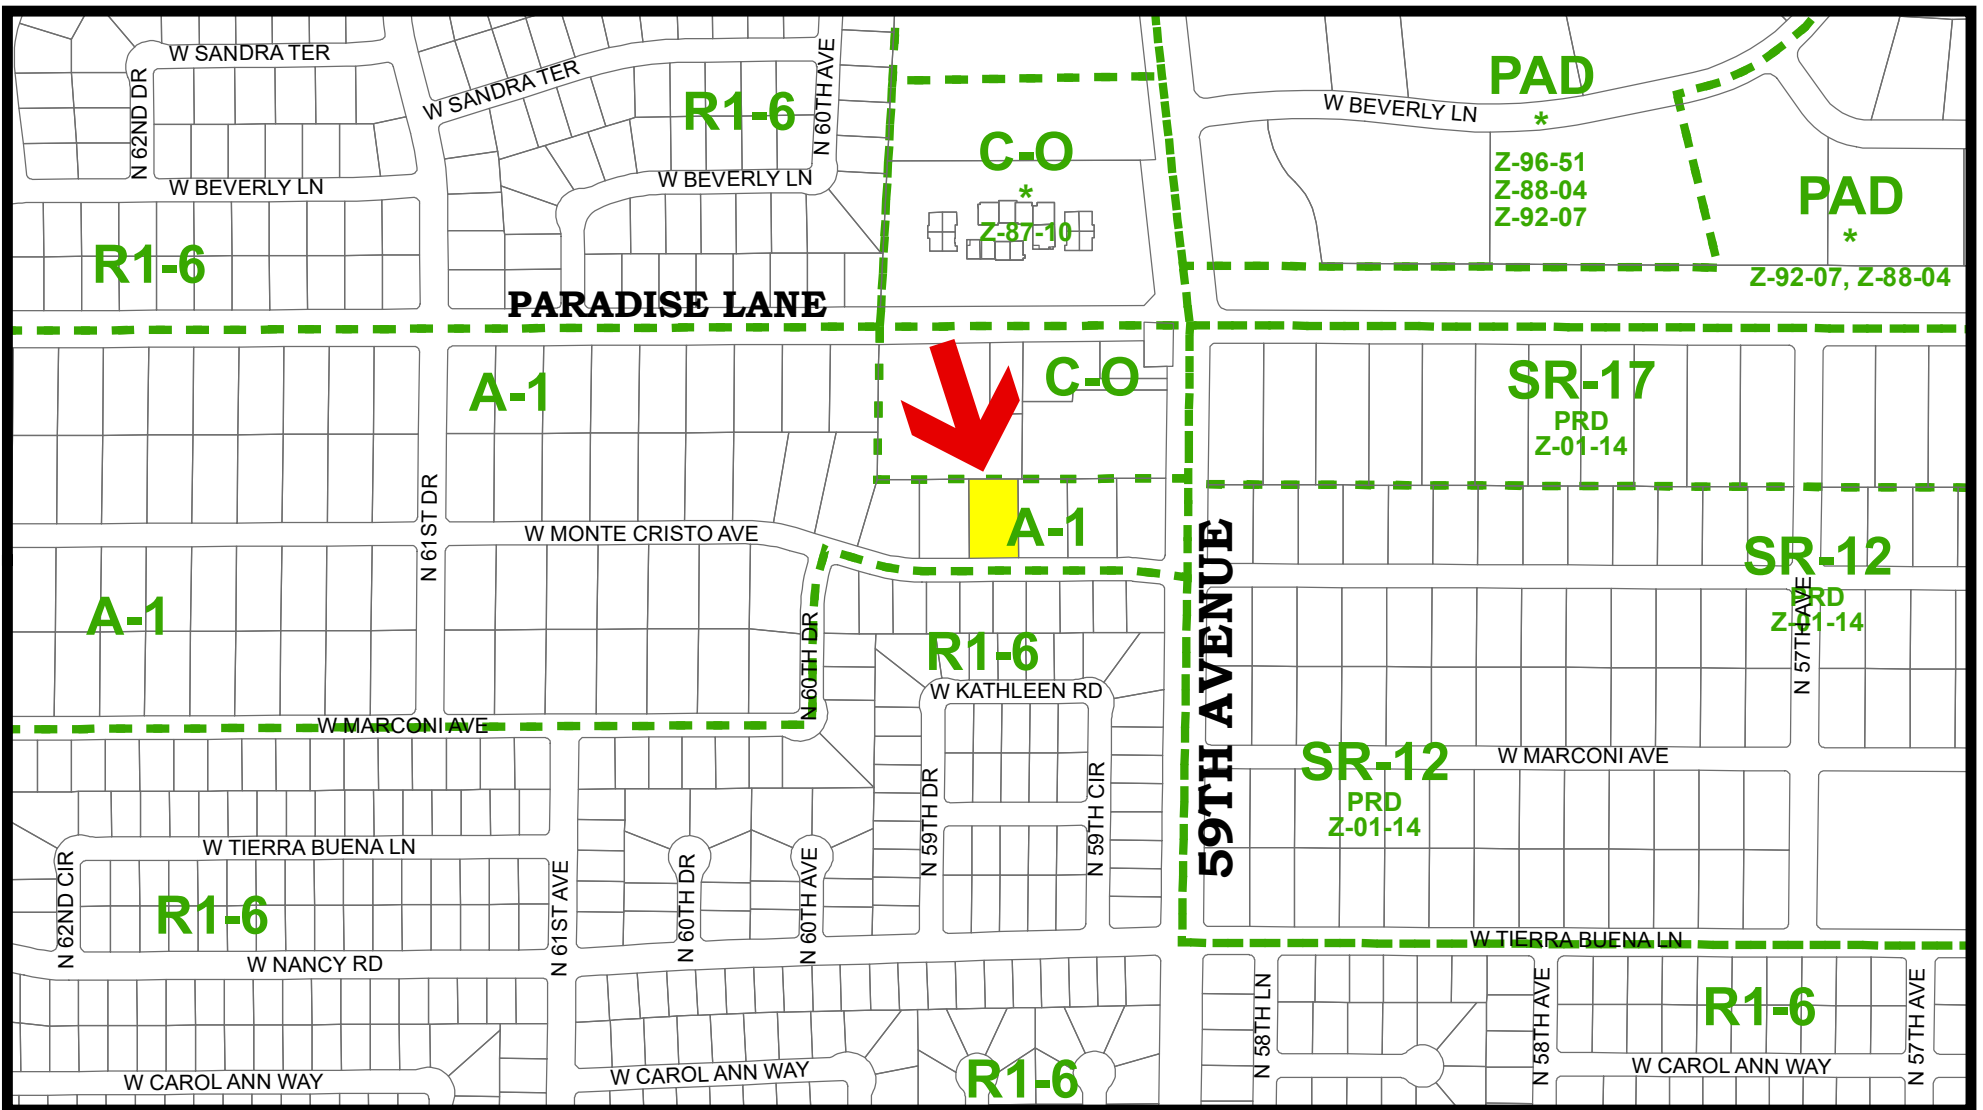 W SANDRA TER
N 62ND DR
W SANDRA TER
R1-6
N 60TH AVE
W BEVERLY LN
W BEVERLY LN
R1-6
PARADISE LANE
C-O
*
Z-87-10
W BEVERLY LN
PAD
*
Z-96-51
Z-88-04
Z-92-07
PAD
*
Z-92-07, Z-88-04
A-1
C-O
SR-17
PRD
Z-01-14
N 61ST DR
W MONTE CRISTO AVE
A-1
59TH AVENUE
SR-12
PRD
Z-01-14
N 57TH AVE
A-1
N 60TH DR
R1-6
W KATHLEEN RD
W MARCONI AVE
N 59TH DR
N 59TH CIR
SR-12
PRD
Z-01-14
W MARCONI AVE
W TIERRA BUENA LN
N 62ND CIR
R1-6
N 61ST AVE
N 60TH DR
N 60TH AVE
W NANCY RD
W TIERRA BUENA LN
N 58TH LN
N 58TH AVE
R1-6
N 57TH AVE
W CAROL ANN WAY
W CAROL ANN WAY
R1-6
W CAROL ANN WAY